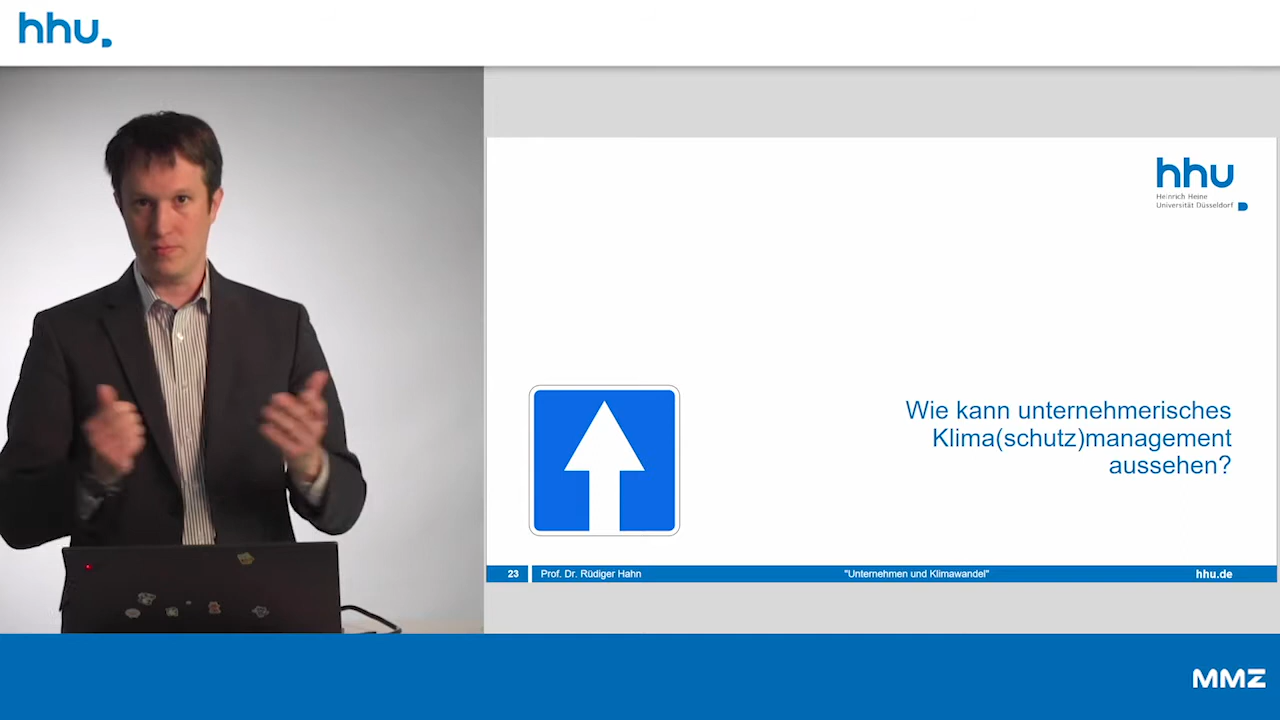 hhu.
hhu
Heinrich Heine
Universität Düsseldorf
Wie kann unternehmerisches
Klima(schutz)management
aussehen?
23 Prof. Dr. Rüdiger Hahn "Unternehmen und Klimawandel" hhu.de
MMZ